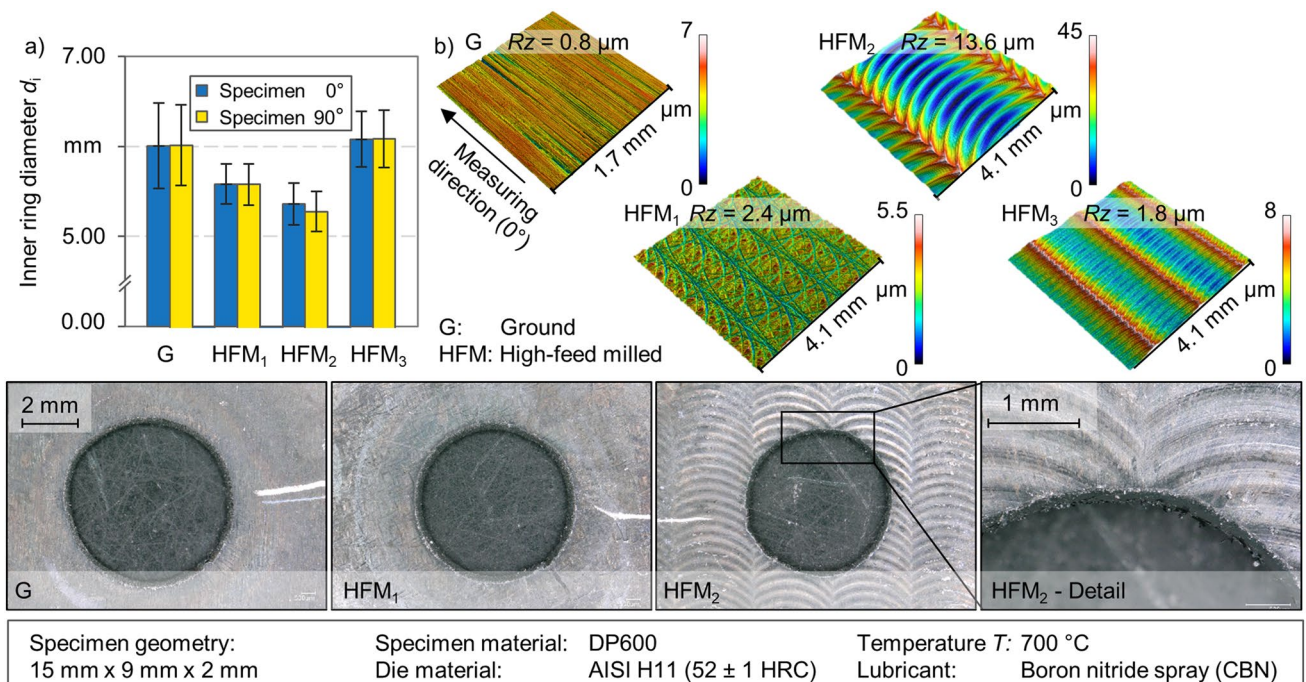 a)
7.00
mm
5.00
0.00
Inner ring diameter dᵢ
Specimen 0°
Specimen 90°
G
HFM₁
HFM₂
HFM₃
b)
G Rz = 0.8 µm
7
µm
0
1.7 mm
Measuring
direction (0°)
HFM₂ Rz = 13.6 µm
45
µm
0
4.1 mm
HFM₁ Rz = 2.4 µm
5.5
µm
0
4.1 mm
HFM₃ Rz = 1.8 µm
8
µm
0
4.1 mm
G: Ground
HFM: High-feed milled
2 mm
G
HFM₁
HFM₂
1 mm
HFM₂ - Detail
Specimen geometry:
15 mm x 9 mm x 2 mm
Specimen material: DP600
Die material: AISI H11 (52 ± 1 HRC)
Temperature T: 700 °C
Lubricant: Boron nitride spray (CBN)